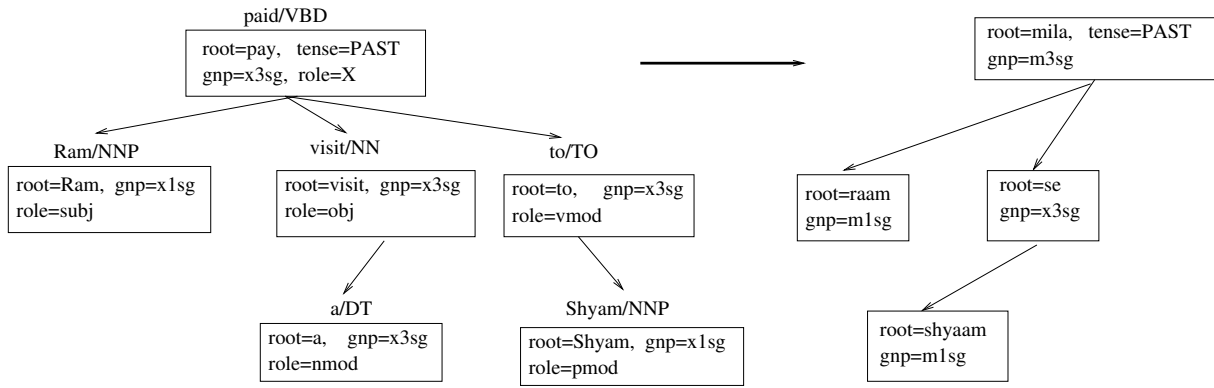 paid/VBD
root=pay, tense=PAST
gnp=x3sg, role=X
root=mila, tense=PAST
gnp=m3sg
Ram/NNP
root=Ram, gnp=x1sg
role=subj
visit/NN
root=visit, gnp=x3sg
role=obj
to/TO
root=to, gnp=x3sg
role=vmod
root=raam
gnp=m1sg
root=se
gnp=x3sg
a/DT
root=a, gnp=x3sg
role=nmod
Shyam/NNP
root=Shyam, gnp=x1sg
role=pmod
root=shyaam
gnp=m1sg